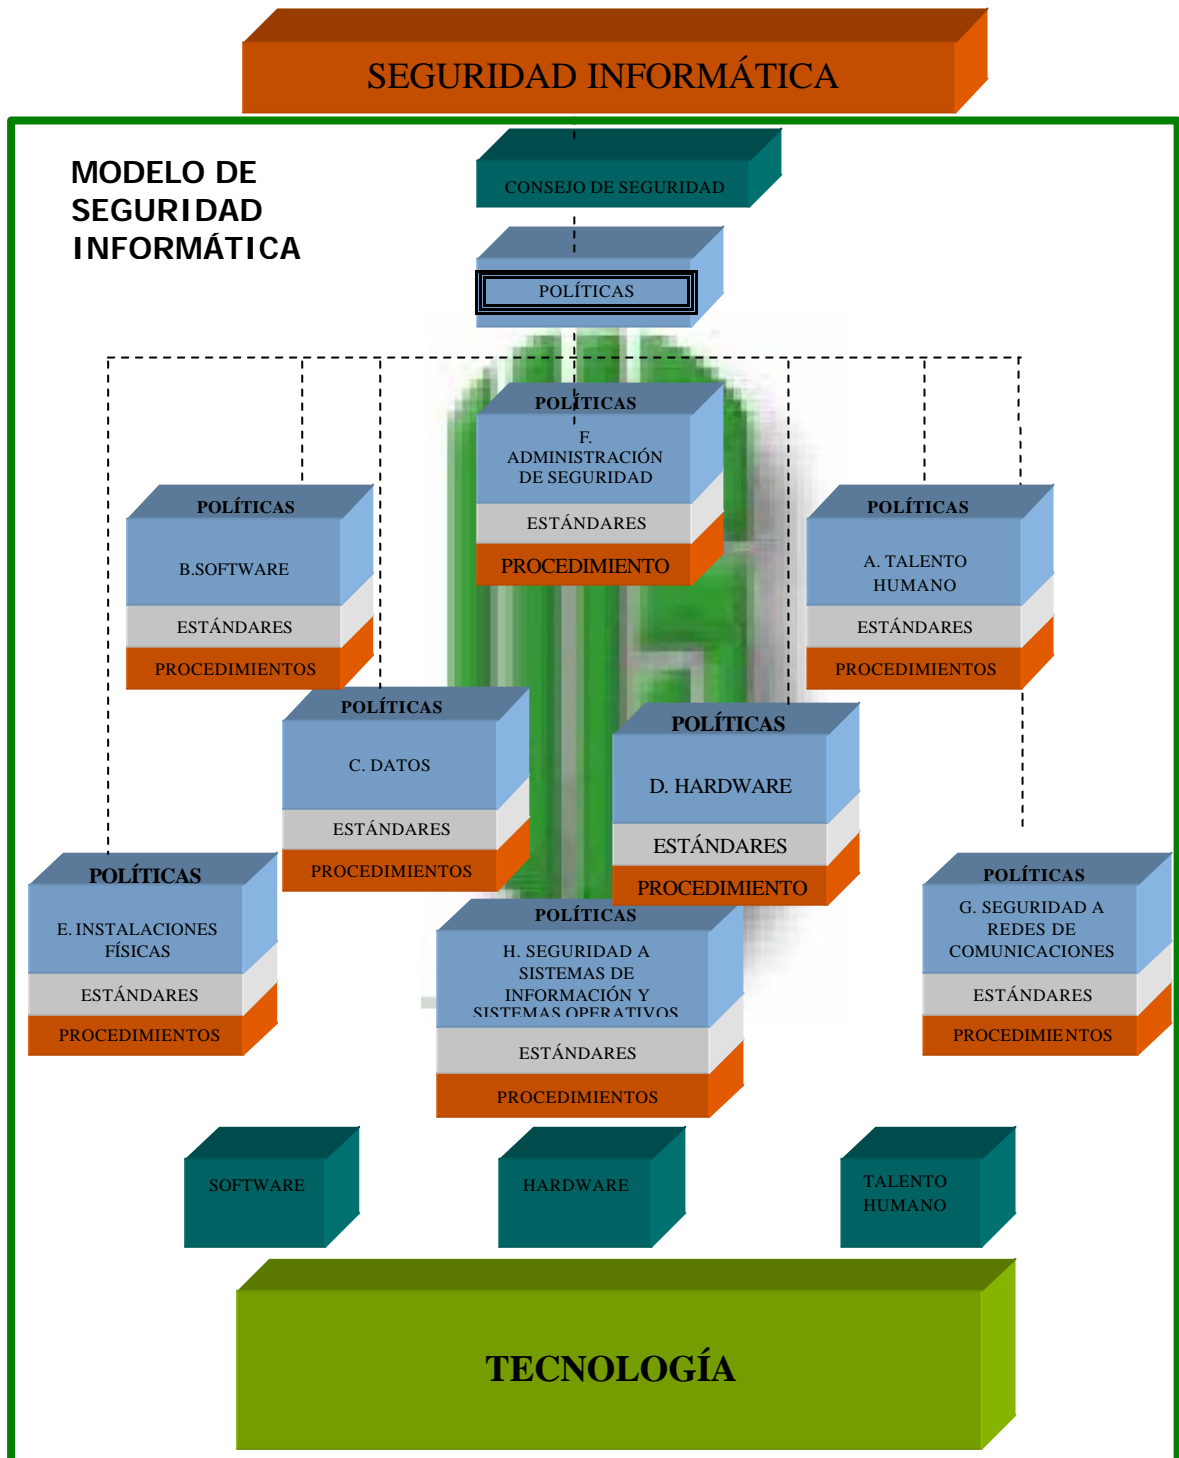 SEGURIDAD INFORMÁTICA
MODELO DE
SEGURIDAD
INFORMÁTICA
CONSEJO DE SEGURIDAD
POLÍTICAS
POLÍTICAS
F.
ADMINISTRACIÓN
DE SEGURIDAD
ESTÁNDARES
PROCEDIMIENTO
POLÍTICAS
B.SOFTWARE
ESTÁNDARES
PROCEDIMIENTOS
POLÍTICAS
A. TALENTO
HUMANO
ESTÁNDARES
PROCEDIMIENTOS
POLÍTICAS
C. DATOS
ESTÁNDARES
PROCEDIMIENTOS
POLÍTICAS
D. HARDWARE
ESTÁNDARES
PROCEDIMIENTO
POLÍTICAS
E. INSTALACIONES
FÍSICAS
ESTÁNDARES
PROCEDIMIENTOS
POLÍTICAS
H. SEGURIDAD A
SISTEMAS DE
INFORMACIÓN Y
SISTEMAS OPERATIVOS
ESTÁNDARES
PROCEDIMIENTOS
POLÍTICAS
G. SEGURIDAD A
REDES DE
COMUNICACIONES
ESTÁNDARES
PROCEDIMIENTOS
SOFTWARE
HARDWARE
TALENTO
HUMANO
TECNOLOGÍA